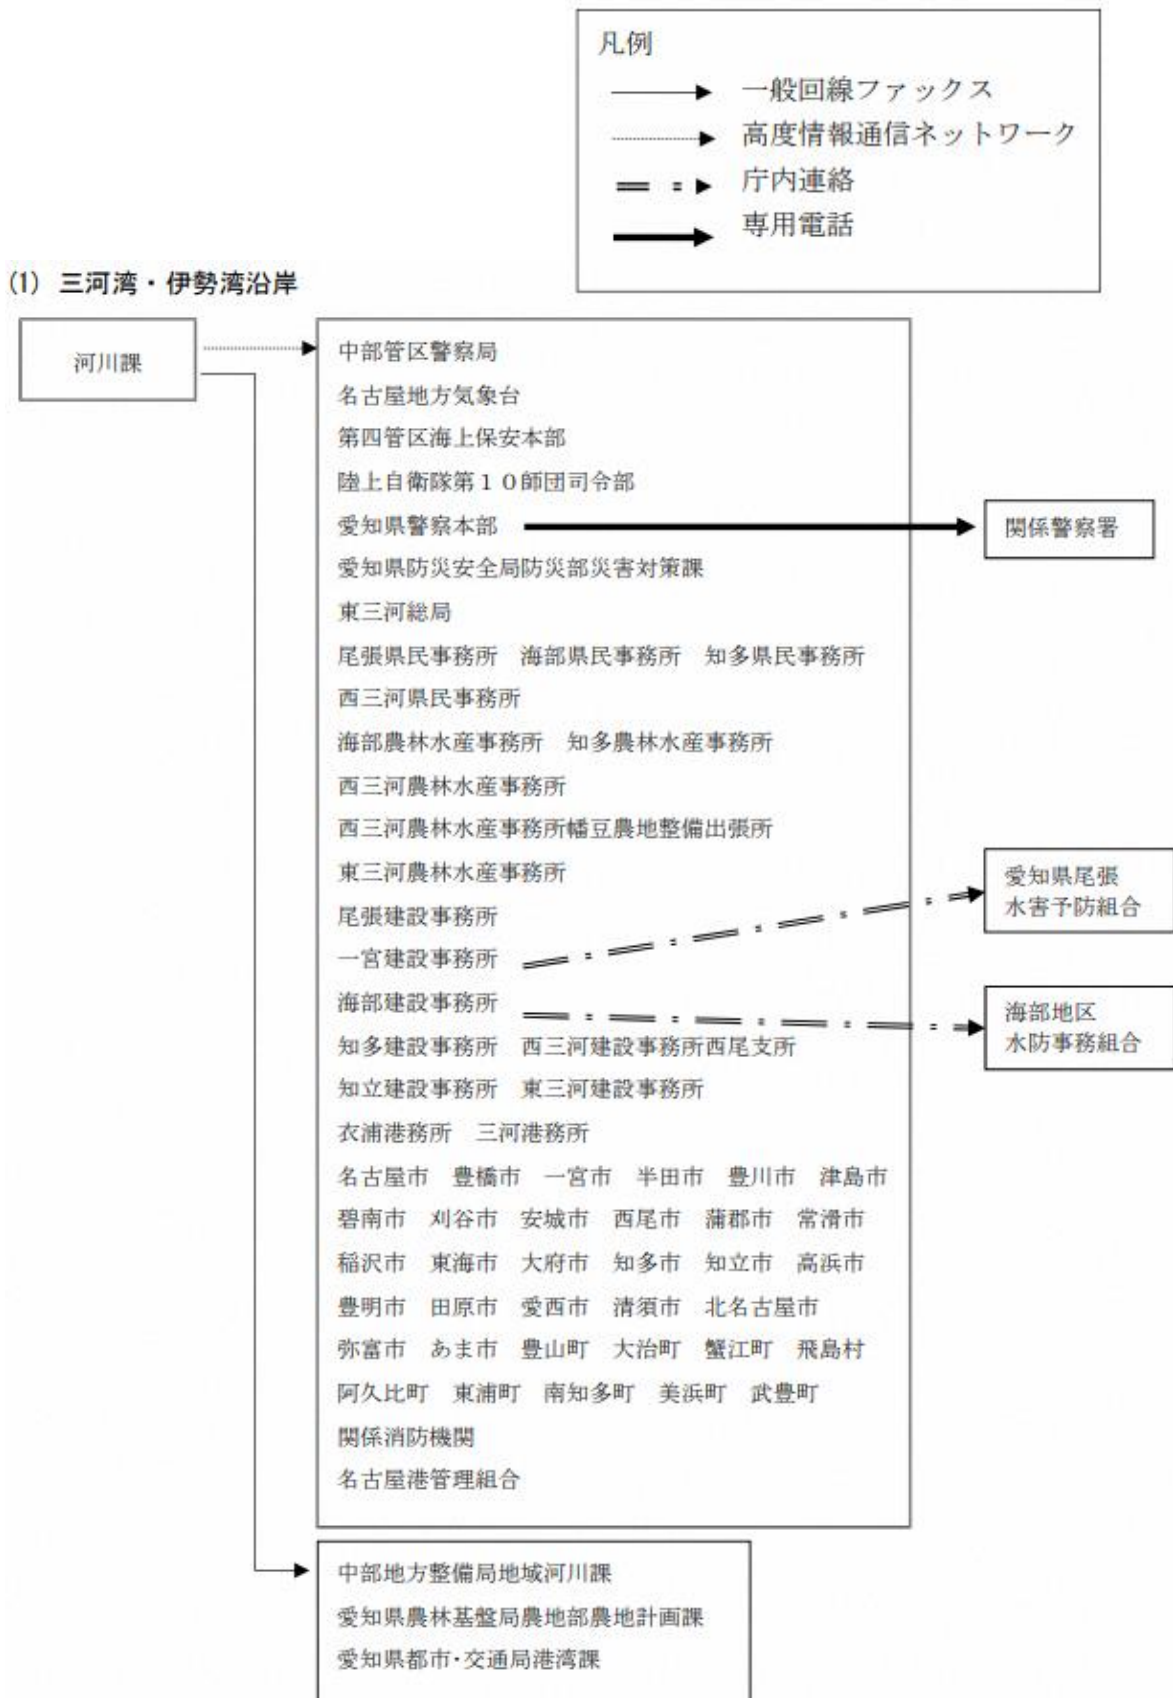 凡例
一般回線ファックス
高度情報通信ネットワーク
庁内連絡
専用電話
(1) 三河湾・伊勢湾沿岸
河川課
中部管区警察局
名古屋地方気象台
第四管区海上保安本部
陸上自衛隊第１０師団司令部
愛知県警察本部
関係警察署
愛知県防災安全局防災部災害対策課
東三河総局
尾張県民事務所　海部県民事務所　知多県民事務所
西三河県民事務所
海部農林水産事務所　知多農林水産事務所
西三河農林水産事務所
西三河農林水産事務所幡豆農地整備出張所
東三河農林水産事務所
尾張建設事務所
一宮建設事務所
愛知県尾張
水害予防組合
海部建設事務所
海部地区
水防事務組合
知多建設事務所　西三河建設事務所西尾支所
知立建設事務所　東三河建設事務所
衣浦港務所　三河港務所
名古屋市　豊橋市　一宮市　半田市　豊川市　津島市
碧南市　刈谷市　安城市　西尾市　蒲郡市　常滑市
稲沢市　東海市　大府市　知多市　知立市　高浜市
豊明市　田原市　愛西市　清須市　北名古屋市
弥富市　あま市　豊山町　大治町　蟹江町　飛島村
阿久比町　東浦町　南知多町　美浜町　武豊町
関係消防機関
名古屋港管理組合
中部地方整備局地域河川課
愛知県農林基盤局農地部農地計画課
愛知県都市・交通局港湾課